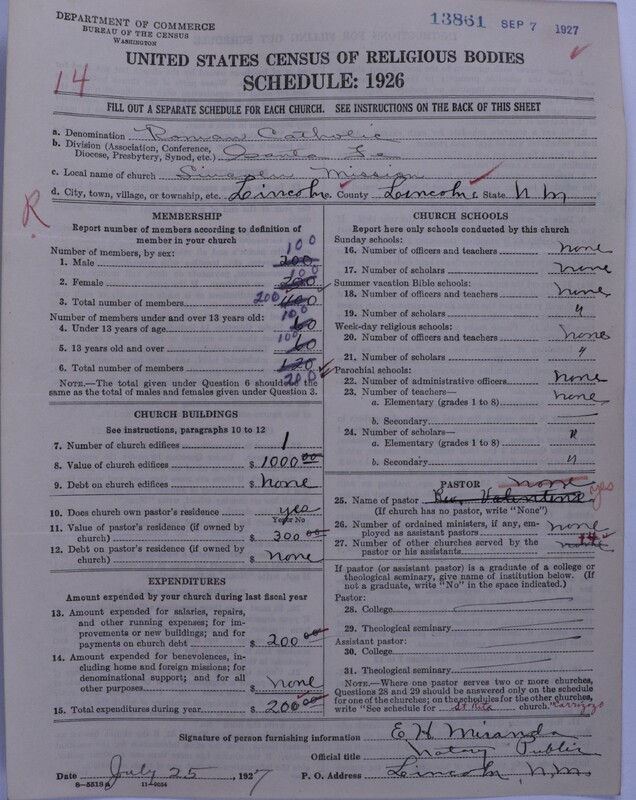 DEPARTMENT OF COMMERCE
BUREAU OF THE CENSUS
WASHINGTON
13861 SEP 7 1927
UNITED STATES CENSUS OF RELIGIOUS BODIES
SCHEDULE: 1926
14
FILL OUT A SEPARATE SCHEDULE FOR EACH CHURCH. SEE INSTRUCTIONS ON THE BACK OF THIS SHEET
a. Denomination Roman Catholic
b. Division (Association, Conference,
Diocese, Presbytery, Synod, etc.) Santa Fe
c. Local name of church Mission
d. City, town, village, or township, etc. Lincoln e. County Lincoln f. State N M
R
MEMBERSHIP
Report number of members according to definition of
member in your church
Number of members, by sex:
1. Male 200 100
2. Female 200 100
3. Total number of members 200 400
Number of members under and over 13 years old:
4. Under 13 years of age 60 100
5. 13 years old and over 60 100
6. Total number of members 120 200
NOTE.—The total given under Question 6 should be the
same as the total of males and females given under Question 3.
CHURCH BUILDINGS
See instructions, paragraphs 10 to 12
7. Number of church edifices 1
8. Value of church edifices $ 1000 00
9. Debt on church edifices $ none
10. Does church own pastor's residence yes
Yes or No
11. Value of pastor's residence (if owned by
church) $ 300 00
12. Debt on pastor's residence (if owned by
church) $ none
EXPENDITURES
Amount expended by your church during last fiscal year
13. Amount expended for salaries, repairs,
and other running expenses; for im-
provements or new buildings; and for
payments on church debt $ 200 00
14. Amount expended for benevolences,
including home and foreign missions; for
denominational support; and for all
other purposes $ none
15. Total expenditures during year $ 200 00
CHURCH SCHOOLS
Report here only schools conducted by this church
Sunday schools:
16. Number of officers and teachers none
17. Number of scholars none
Summer vacation Bible schools:
18. Number of officers and teachers none
19. Number of scholars "
Week-day religious schools:
20. Number of officers and teachers none
21. Number of scholars "
Parochial schools:
22. Number of administrative officers none
23. Number of teachers—
a. Elementary (grades 1 to 8) none
b. Secondary
24. Number of scholars—
a. Elementary (grades 1 to 8) "
b. Secondary "
PASTOR none
25. Name of pastor Rev. yes
(If church has no pastor, write "None")
26. Number of ordained ministers, if any, em-
ployed as assistant pastors none
27. Number of other churches served by the
pastor or his assistants 14
If pastor (or assistant pastor) is a graduate of a college or
theological seminary, give name of institution below. (If
not a graduate, write "No" in the space indicated.)
Pastor:
28. College
29. Theological seminary
Assistant pastor:
30. College
31. Theological seminary
NOTE.—Where one pastor serves two or more churches,
Questions 28 and 29 should be answered only on the schedule
for one of the churches; on the schedules for the other churches,
write "See schedule for St Rita church." Carrizozo
Signature of person furnishing information E H Miranda
Official title Notary Public
Date July 25, 1927 P. O. Address Lincoln, N.M.